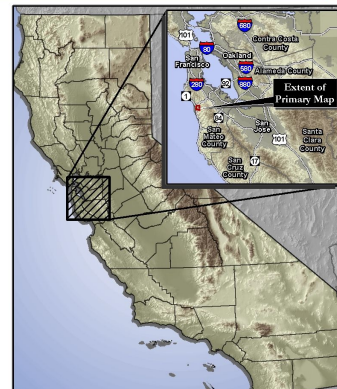 680
101
Contra Costa
County
80
Oakland
San
Francisco
580
Alameda County
280
92
880
1
Extent of
Primary Map
84
San
Mateo
County
San
Jose
101
Santa
Clara
County
17
San
Cruz
County